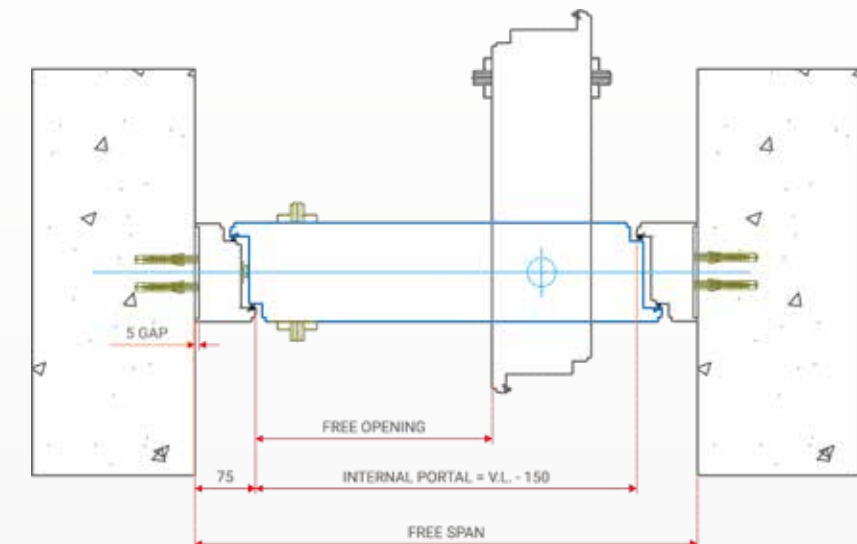 5 GAP
FREE OPENING
75
INTERNAL PORTAL = V.L. - 150
FREE SPAN